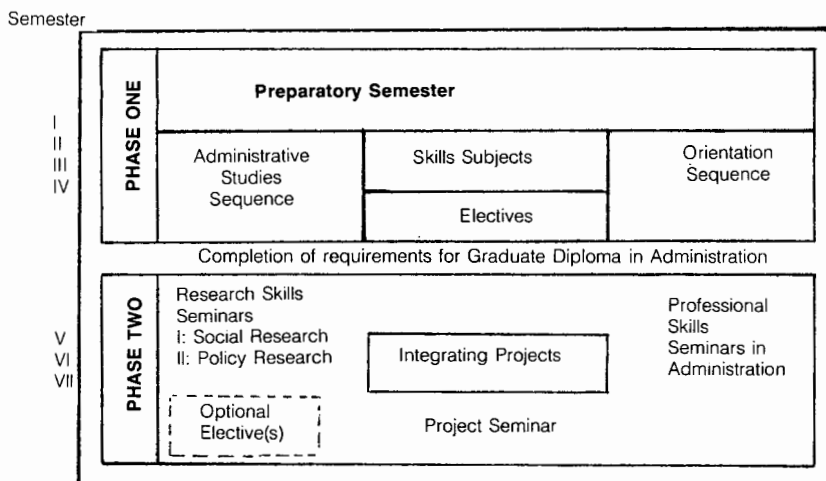 Semester
PHASE ONE
Preparatory Semester
I
II
III
IV
Administrative
Studies
Sequence
Skills Subjects
Electives
Orientation
Sequence
Completion of requirements for Graduate Diploma in Administration
PHASE TWO
V
VI
VII
Research Skills
Seminars
I: Social Research
II: Policy Research
Optional
Elective(s)
Integrating Projects
Project Seminar
Professional
Skills
Seminars in
Administration